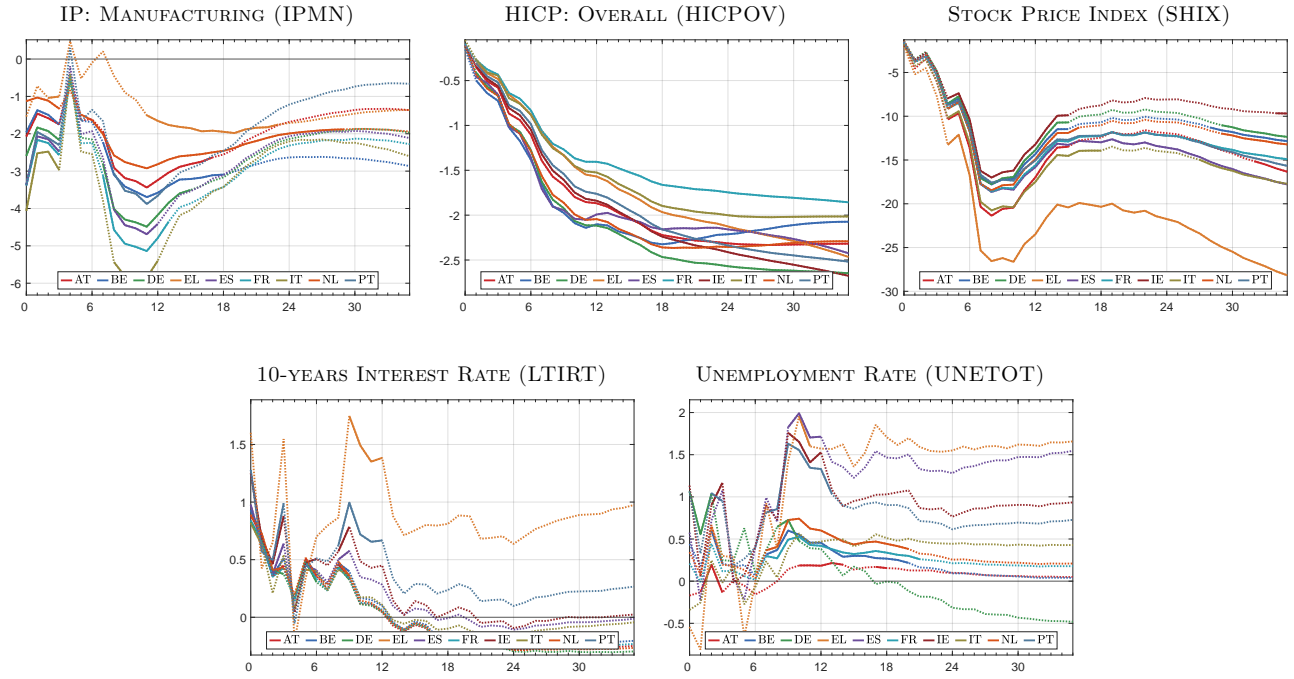 IP: Manufacturing (IPMN)
0
-1
-2
-3
-4
-5
-6
AT BE DE EL ES FR IT NL PT
0 6 12 18 24 30
HICP: Overall (HICPOV)
-0.5
-1
-1.5
-2
-2.5
AT BE DE EL ES FR IE IT NL PT
0 6 12 18 24 30
Stock Price Index (SHIX)
-5
-10
-15
-20
-25
-30
AT BE DE EL ES FR IE IT NL PT
0 6 12 18 24 30
10-years Interest Rate (LTIRT)
1.5
1
0.5
0
AT BE DE EL ES FR IE IT NL PT
0 6 12 18 24 30
Unemployment Rate (UNETOT)
2
1.5
1
0.5
0
-0.5
AT BE DE EL ES FR IE IT NL PT
0 6 12 18 24 30